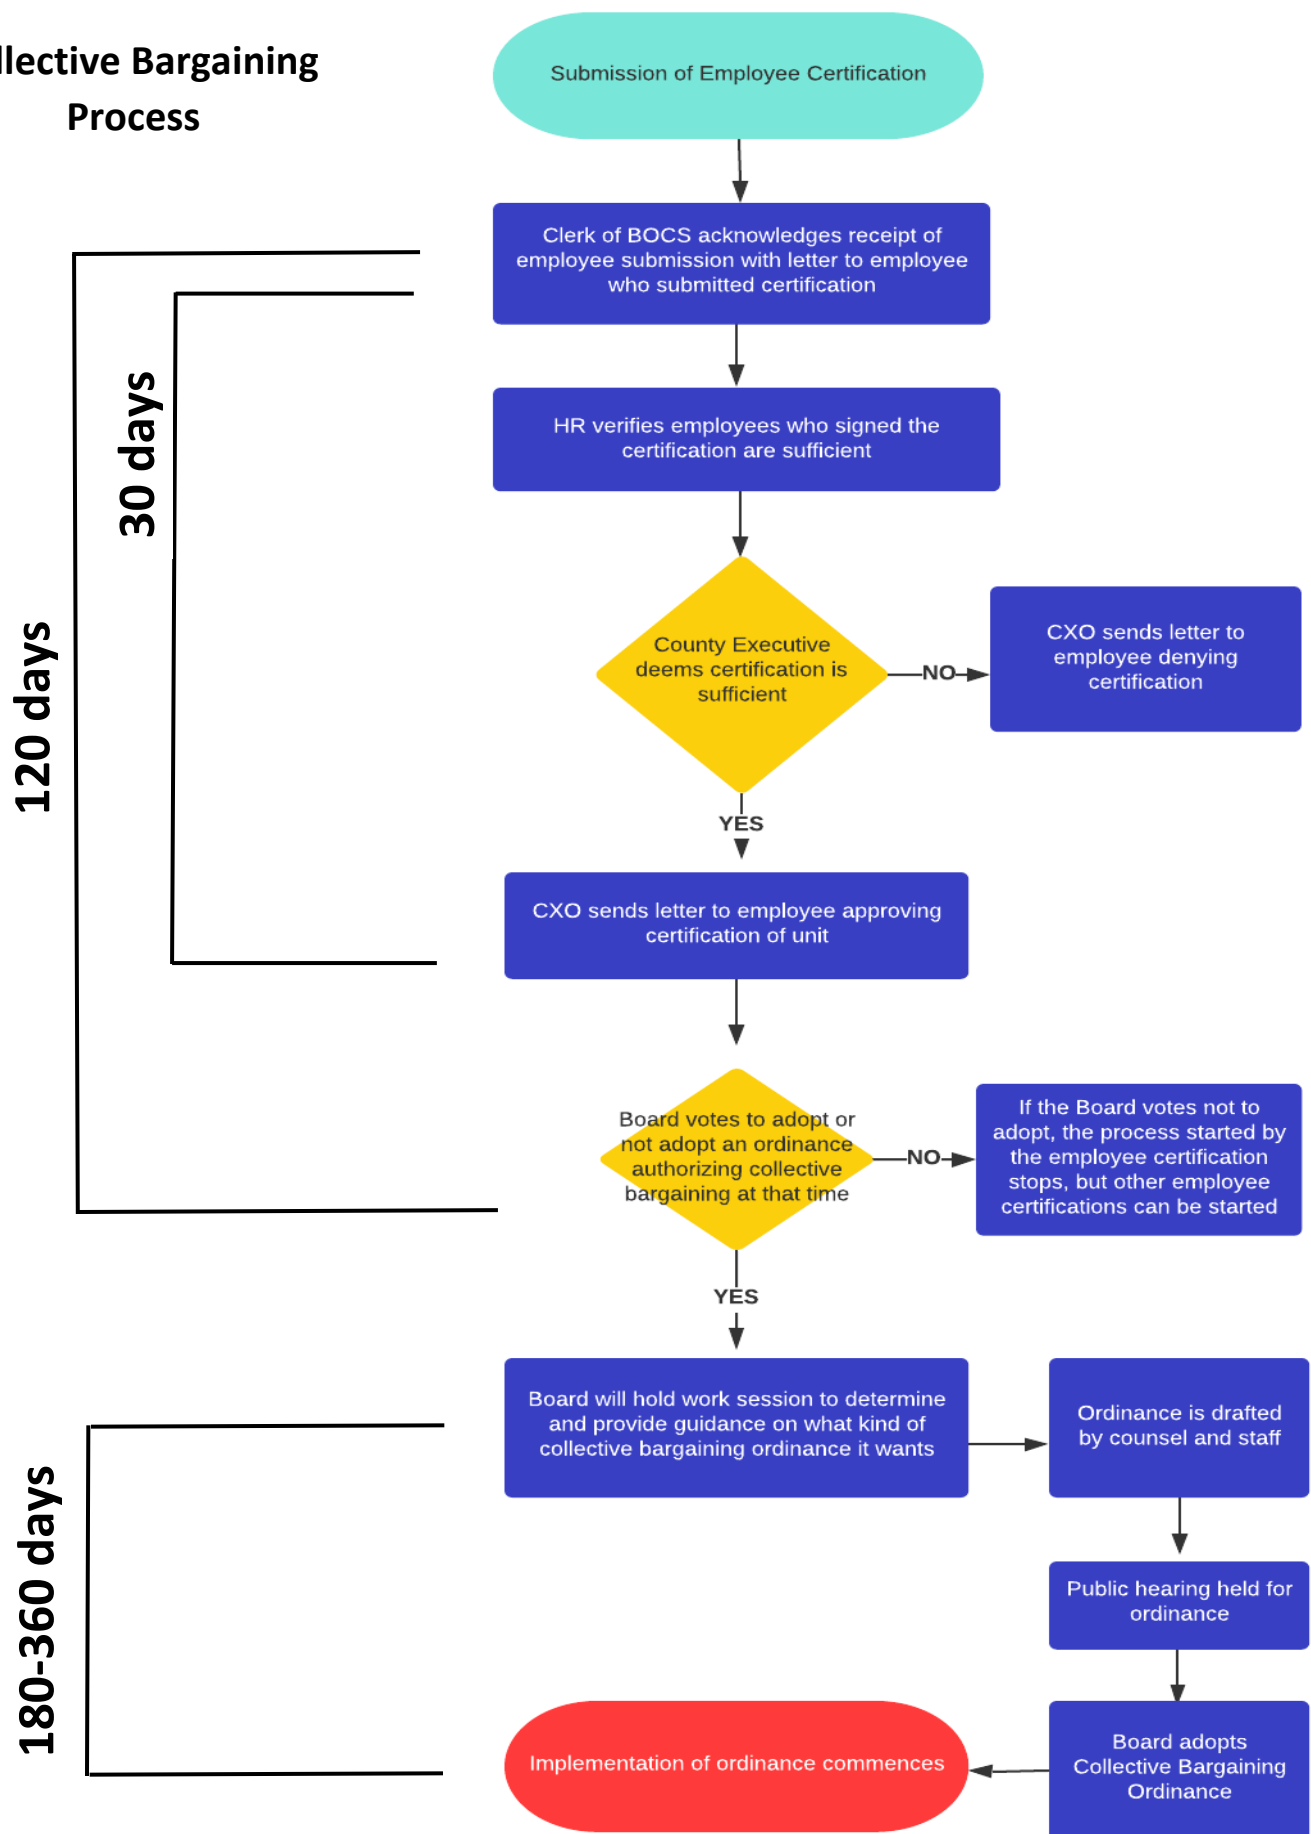 llective Bargaining
Process
Submission of Employee Certification
Clerk of BOCS acknowledges receipt of
employee submission with letter to employee
who submitted certification
30 days
HR verifies employees who signed the
certification are sufficient
120 days
County Executive
deems certification is
sufficient
NO
CXO sends letter to
employee denying
certification
YES
CXO sends letter to employee approving
certification of unit
Board votes to adopt or
not adopt an ordinance
authorizing collective
bargaining at that time
NO
If the Board votes not to
adopt, the process started by
the employee certification
stops, but other employee
certifications can be started
YES
180-360 days
Board will hold work session to determine
and provide guidance on what kind of
collective bargaining ordinance it wants
Ordinance is drafted
by counsel and staff
Public hearing held for
ordinance
Board adopts
Collective Bargaining
Ordinance
Implementation of ordinance commences